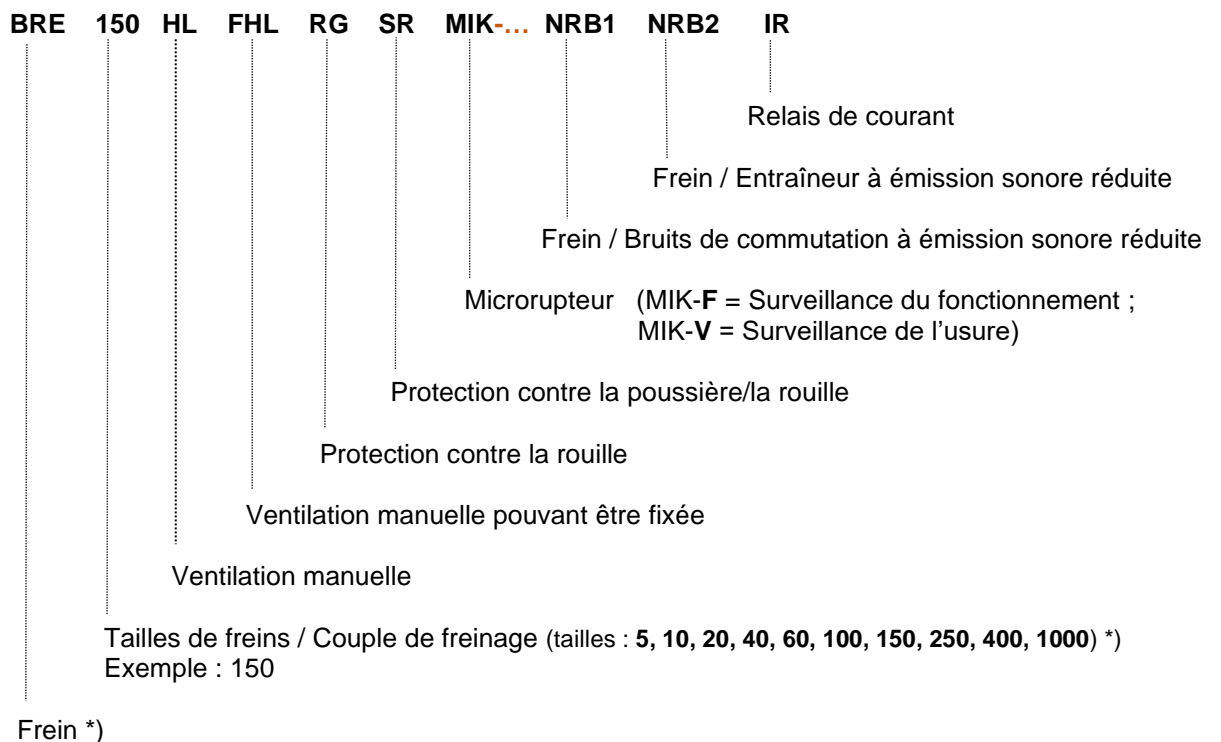 BRE 150 HL FHL RG SR MIK-… NRB1 NRB2 IR
Relais de courant
Frein / Entraîneur à émission sonore réduite
Frein / Bruits de commutation à émission sonore réduite
Microrupteur (MIK-F = Surveillance du fonctionnement ;
MIK-V = Surveillance de l’usure)
Protection contre la poussière/la rouille
Protection contre la rouille
Ventilation manuelle pouvant être fixée
Ventilation manuelle
Tailles de freins / Couple de freinage (tailles : 5, 10, 20, 40, 60, 100, 150, 250, 400, 1000) *)
Exemple : 150
Frein *)